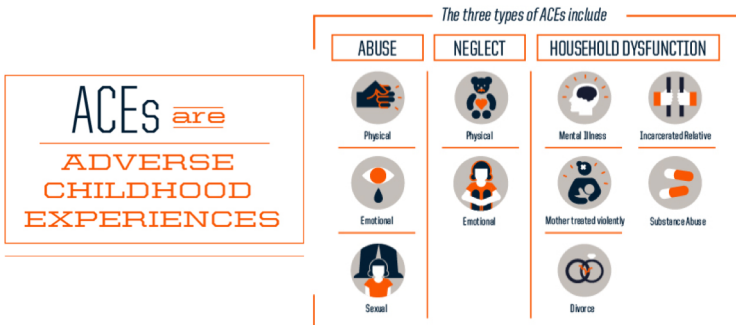 ACEs are
ADVERSE
CHILDHOOD
EXPERIENCES
The three types of ACEs include
ABUSE
Physical
Emotional
Sexual
NEGLECT
Physical
Emotional
HOUSEHOLD DYSFUNCTION
Mental Illness
Incarcerated Relative
Mother treated violently
Substance Abuse
Divorce